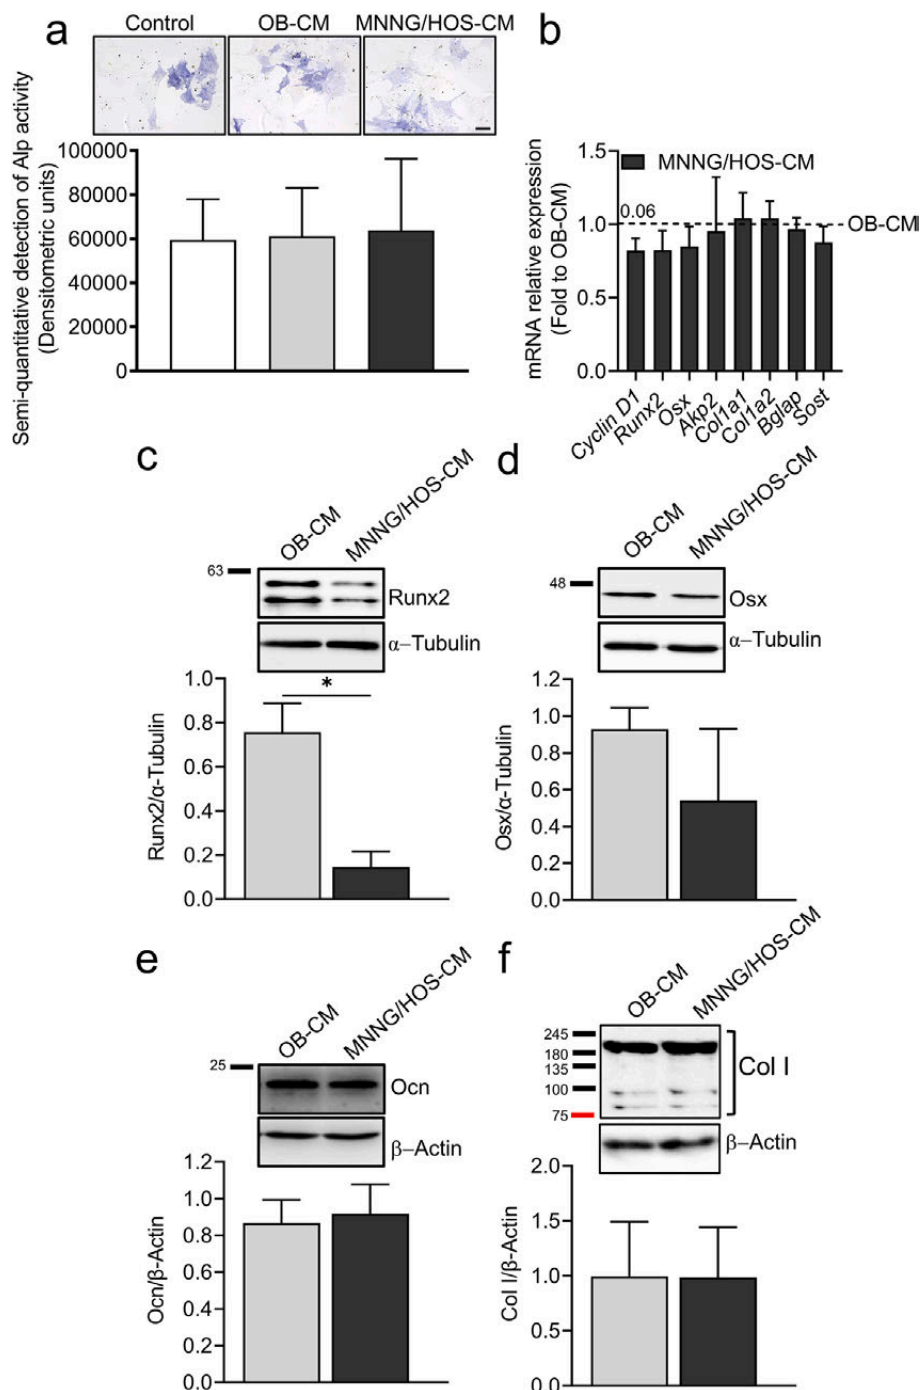 a
Control OB-CM MNNG/HOS-CM
Semi-quantitative detection of Alp activity
(Densitometric units)
100000
80000
60000
40000
20000
0
b
mRNA relative expression
(Fold to OB-CM)
1.5
1.0
0.5
0.0
MNNG/HOS-CM
0.06
OB-CM
Cyclin D1
Runx2
Osx
Akp2
Col1a1
Col1a2
Bglap
Sost
c
OB-CM
MNNG/HOS-CM
63
Runx2
α-Tubulin
*
Runx2/α-Tubulin
1.0
0.8
0.6
0.4
0.2
0.0
d
OB-CM
MNNG/HOS-CM
48
Osx
α-Tubulin
Osx/α-Tubulin
1.2
1.0
0.8
0.6
0.4
0.2
0.0
e
OB-CM
MNNG/HOS-CM
25
Ocn
β-Actin
Ocn/β-Actin
1.2
1.0
0.8
0.6
0.4
0.2
0.0
f
OB-CM
MNNG/HOS-CM
245
180
135
100
75
Col I
β-Actin
Col I/β-Actin
2.0
1.5
1.0
0.5
0.0